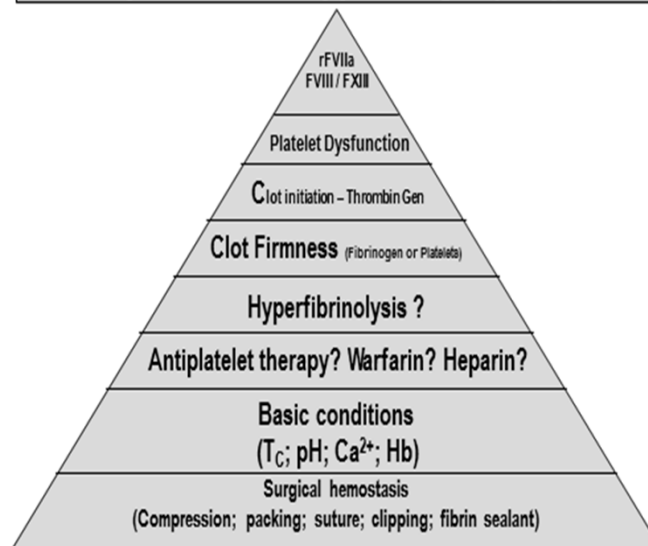 rFVIIa
FVIII / FXIII
Platelet Dysfunction
Clot initiation – Thrombin Gen
Clot Firmness (Fibrinogen or Platelets)
Hyperfibrinolysis ?
Antiplatelet therapy? Warfarin? Heparin?
Basic conditions
(TC; pH; Ca²⁺; Hb)
Surgical hemostasis
(Compression; packing; suture; clipping; fibrin sealant)